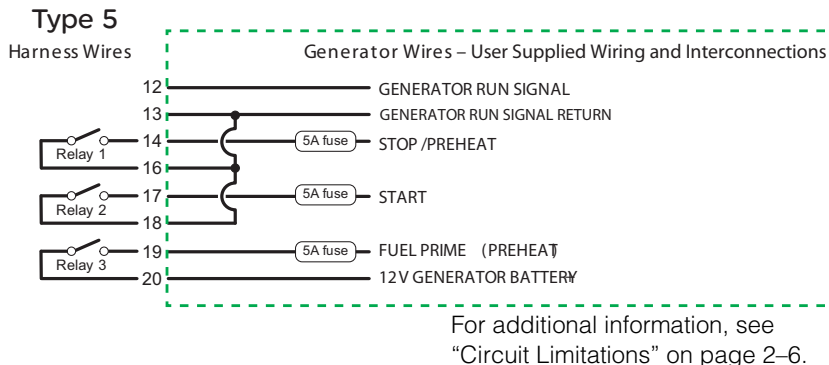 Type 5
Harness Wires
Generator Wires – User Supplied Wiring and Interconnections
12 GENERATOR RUN SIGNAL
13 GENERATOR RUN SIGNAL RETURN
14 5A fuse STOP /PREHEAT
Relay 1
16
17 5A fuse START
Relay 2
18
19 5A fuse FUEL PRIME (PREHEAT)
Relay 3
20 12V GENERATOR BATTERY+
For additional information, see
“Circuit Limitations” on page 2–6.